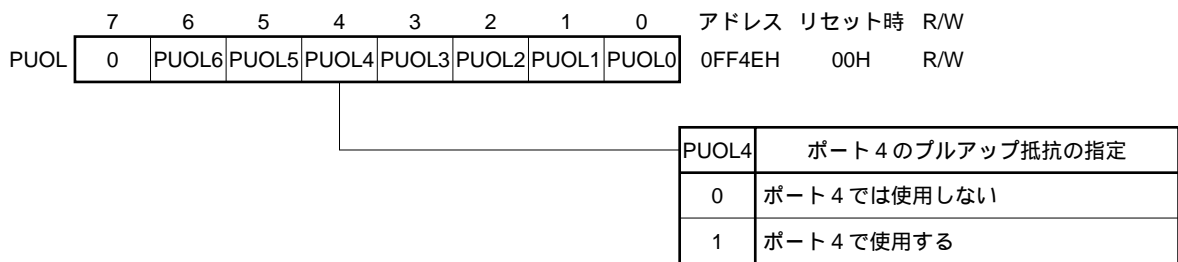 7 6 5 4 3 2 1 0 アドレス リセット時 R/W
PUOL 0 PUOL6 PUOL5 PUOL4 PUOL3 PUOL2 PUOL1 PUOL0 0FF4EH 00H R/W
PUOL4 ポート4のプルアップ抵抗の指定
0 ポート4では使用しない
1 ポート4で使用する